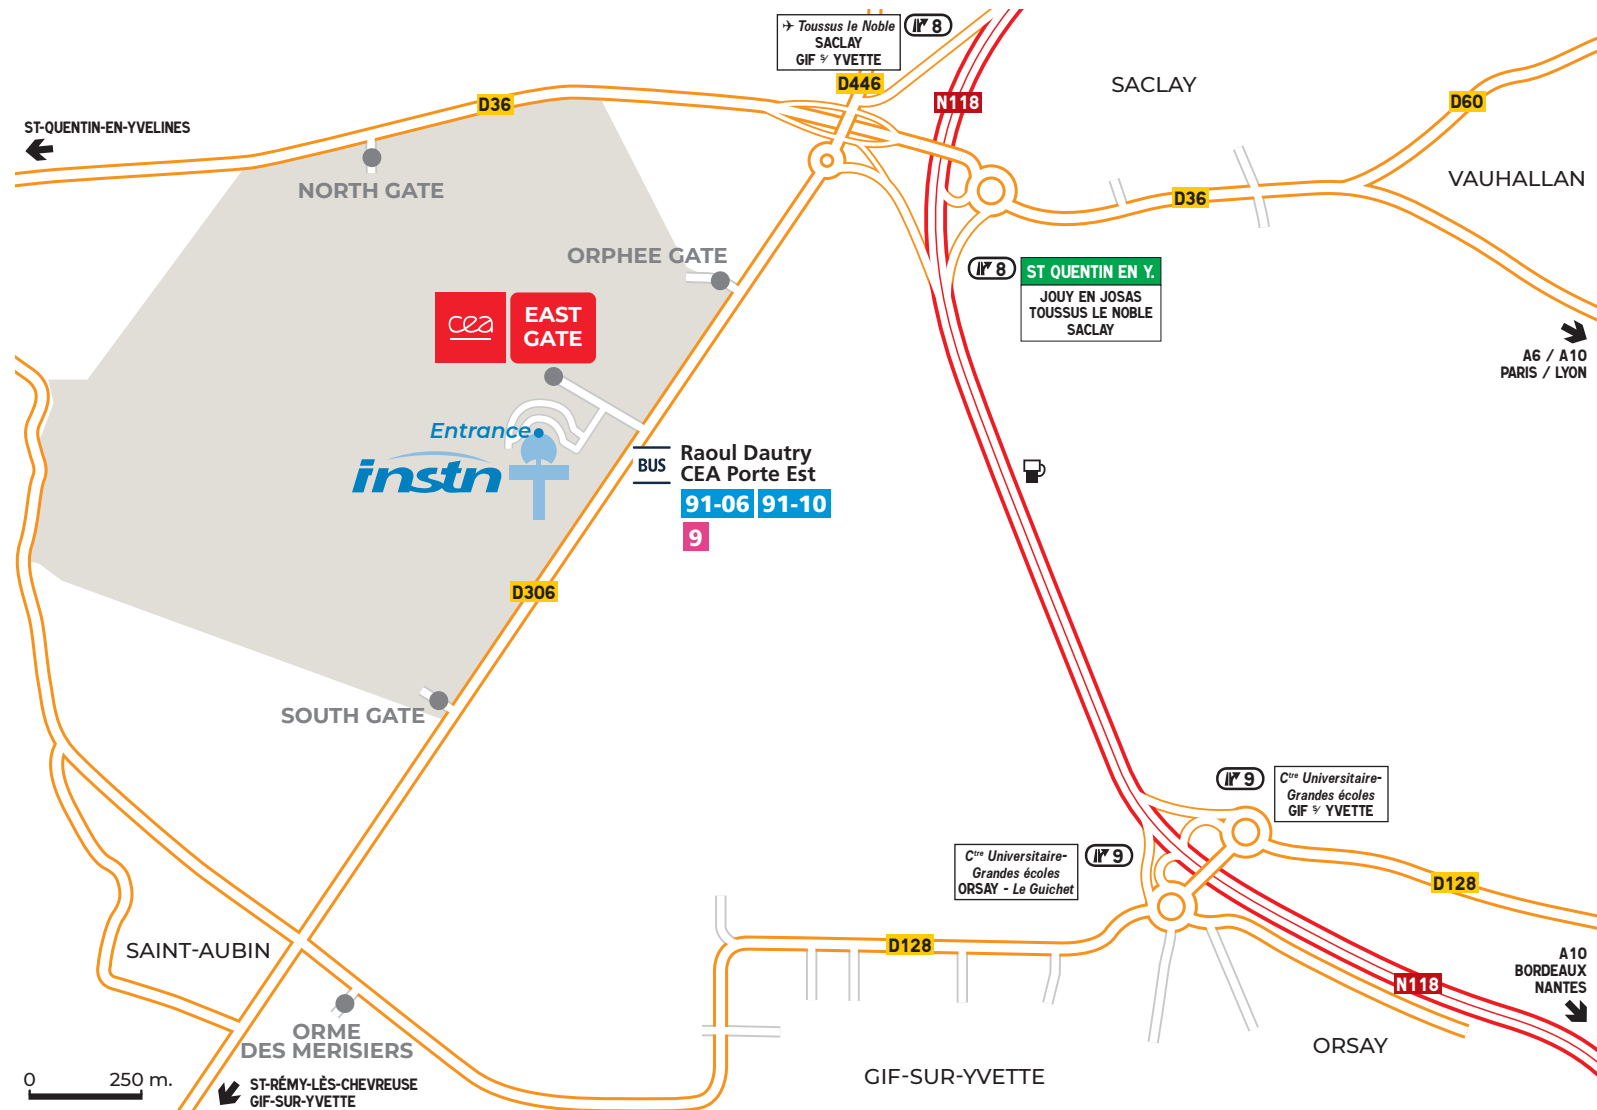 ✈ Toussus le Noble
SACLAY
GIF s/ YVETTE
8
D446
N118
SACLAY
D60
D36
ST-QUENTIN-EN-YVELINES
NORTH GATE
VAUHALLAN
D36
ORPHEE GATE
8
ST QUENTIN EN Y.
JOUY EN JOSAS
TOUSSUS LE NOBLE
SACLAY
cea
EAST
GATE
A6 / A10
PARIS / LYON
Entrance
instn
BUS
Raoul Dautry
CEA Porte Est
91-06 91-10
9
D306
SOUTH GATE
9
Ctre Universitaire-
Grandes écoles
GIF s/ YVETTE
Ctre Universitaire-
Grandes écoles
ORSAY - Le Guichet
9
D128
D128
SAINT-AUBIN
A10
BORDEAUX
NANTES
N118
ORME
DES MERISIERS
ORSAY
GIF-SUR-YVETTE
0 250 m.
ST-RÉMY-LÈS-CHEVREUSE
GIF-SUR-YVETTE